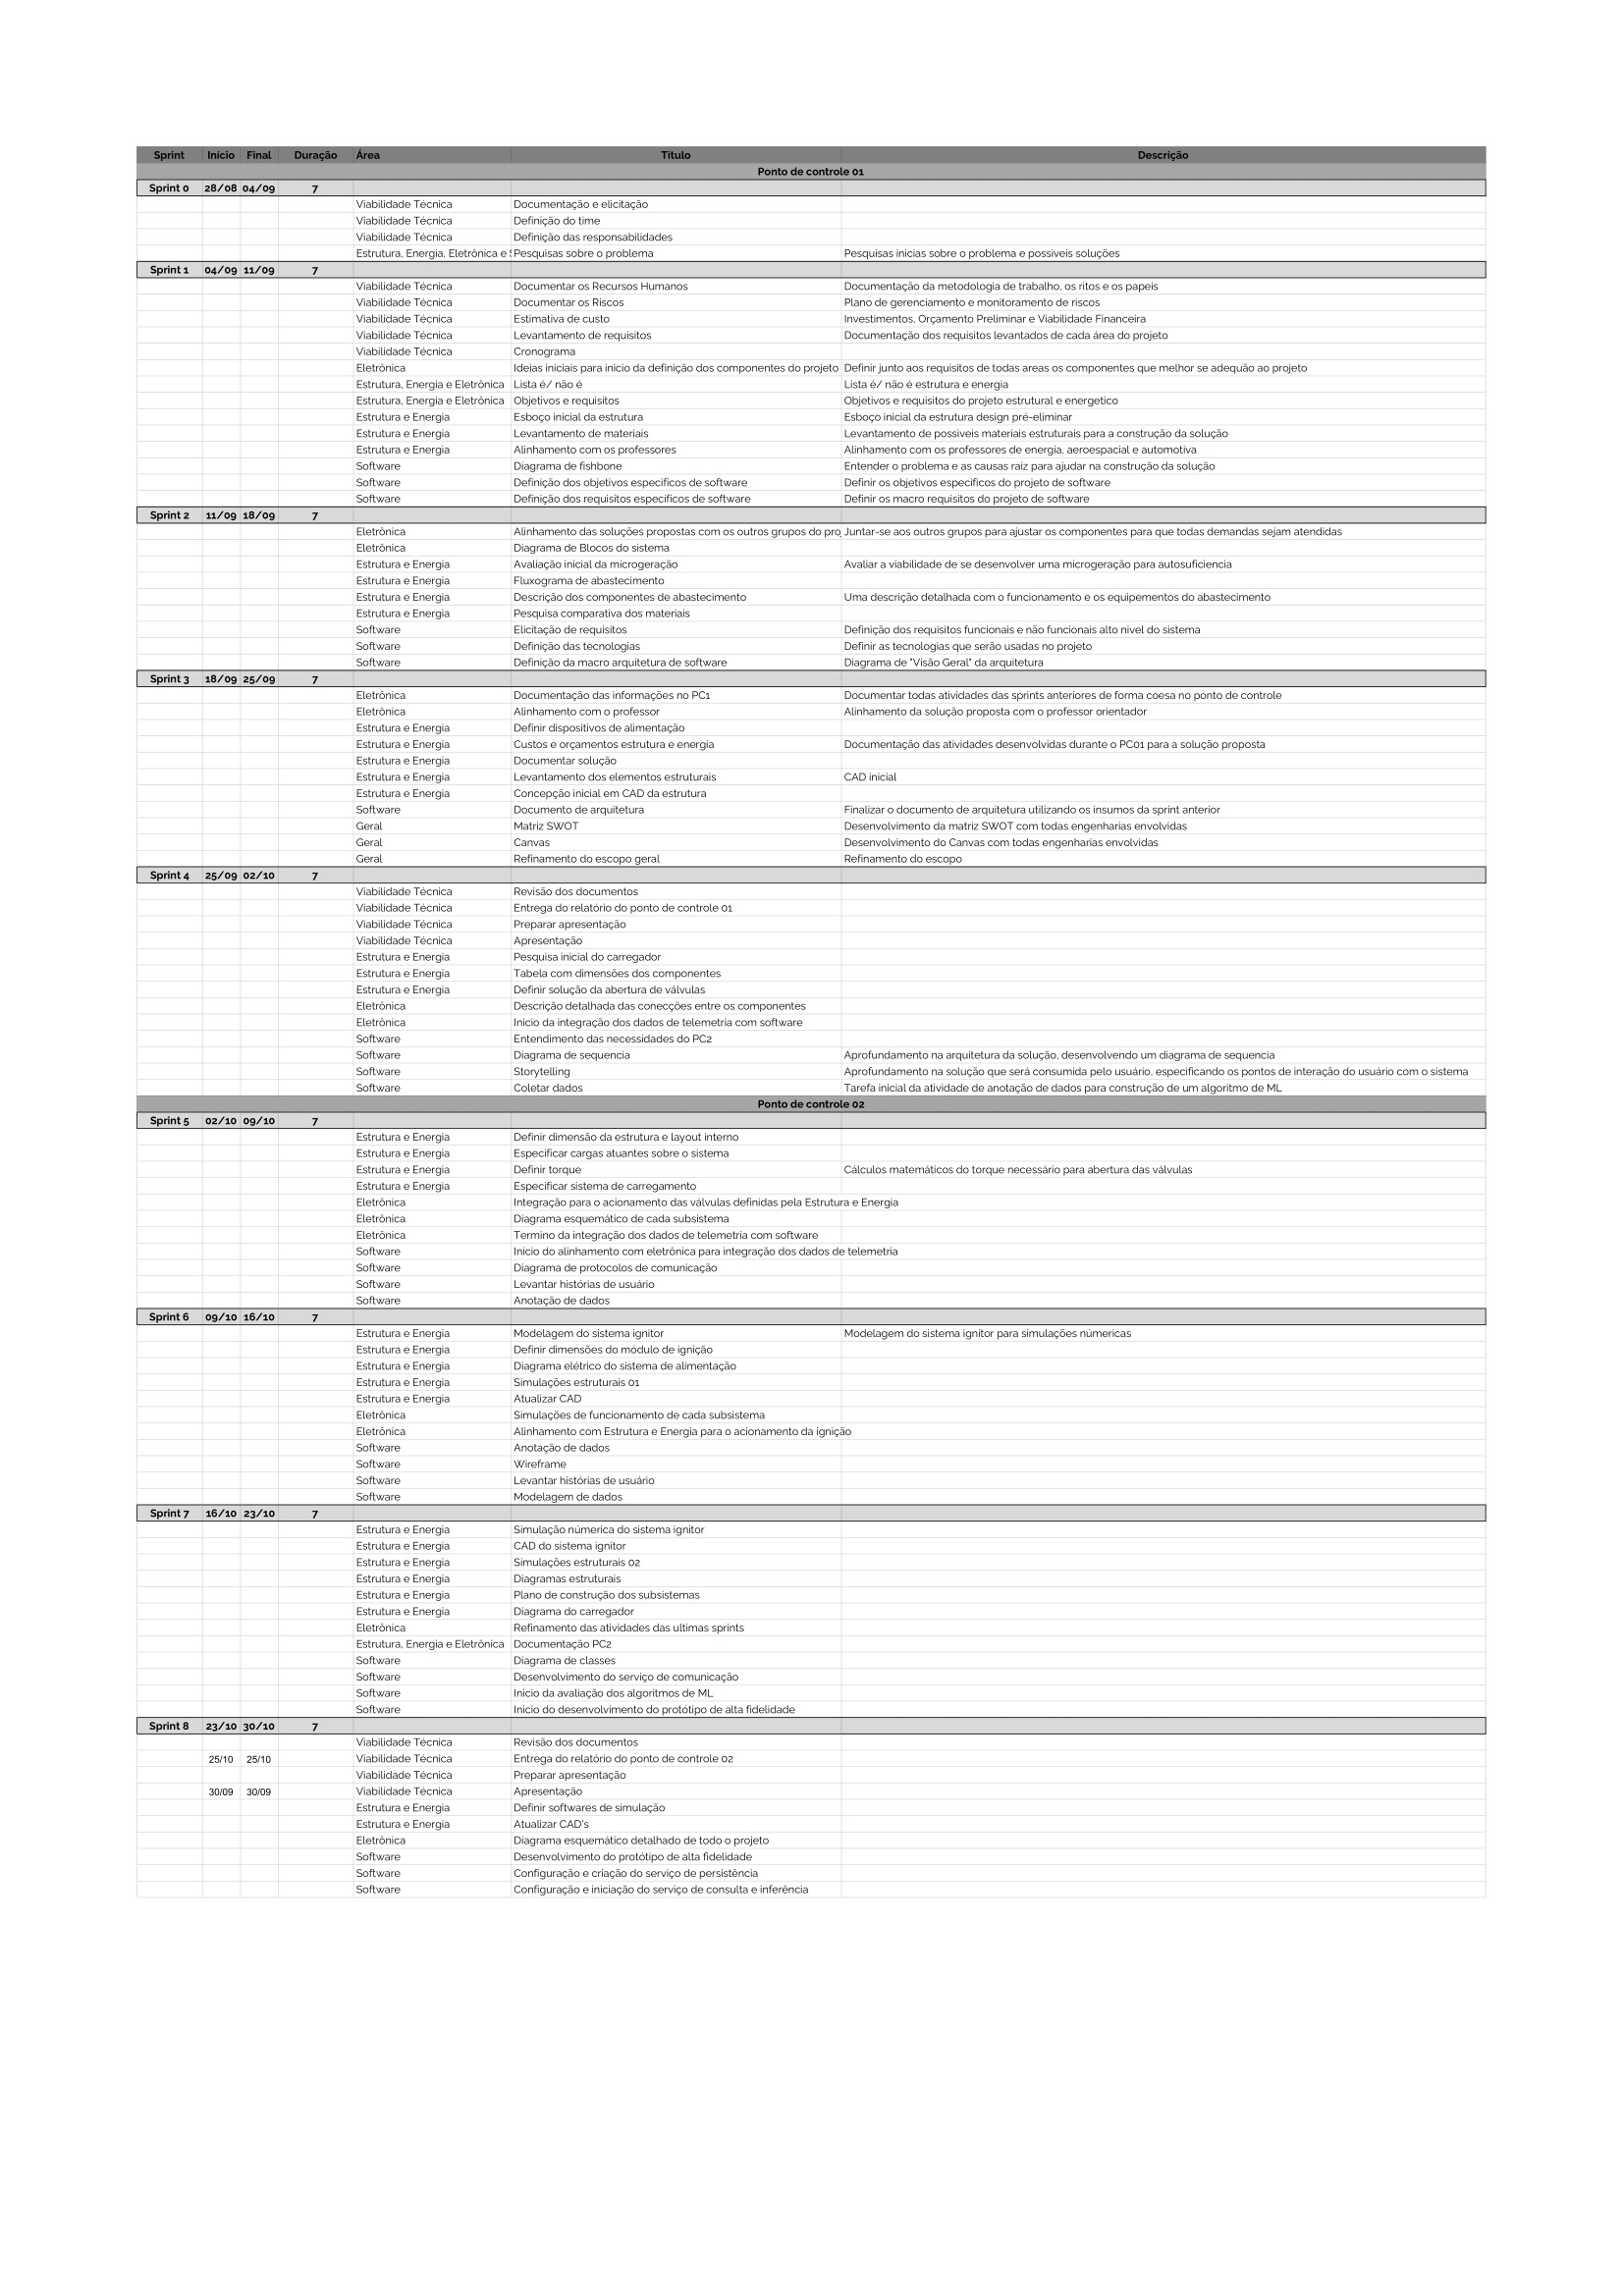 Sprint Início Final Duração Área Título Descrição
Ponto de controle 01
Sprint 0 28/08 04/09 7
Viabilidade Técnica Documentação e elicitação
Viabilidade Técnica Definição do time
Viabilidade Técnica Definição das responsabilidades
Estrutura, Energia, Eletrônica e Pesquisas sobre o problema Pesquisas inicias sobre o problema e possíveis soluções
Sprint 1 04/09 11/09 7
Viabilidade Técnica Documentar os Recursos Humanos Documentação da metodologia de trabalho, os ritos e os papeis
Viabilidade Técnica Documentar os Riscos Plano de gerenciamento e monitoramento de riscos
Viabilidade Técnica Estimativa de custo Investimentos, Orçamento Preliminar e Viabilidade Financeira
Viabilidade Técnica Levantamento de requisitos Documentação dos requisitos levantados de cada área do projeto
Viabilidade Técnica Cronograma
Eletrônica Ideias iniciais para inicio da definição dos componentes do projeto Definir junto aos requisitos de todas areas os componentes que melhor se adequão ao projeto
Estrutura, Energia e Eletrônica Lista é/ não é Lista é/ não é estrutura e energia
Estrutura, Energia e Eletrônica Objetivos e requisitos Objetivos e requisitos do projeto estrutural e energetico
Estrutura e Energia Esboço inicial da estrutura Esboço inicial da estrutura design pré-eliminar
Estrutura e Energia Levantamento de materiais Levantamento de possiveis materiais estruturais para a construção da solução
Estrutura e Energia Alinhamento com os professores Alinhamento com os professores de energia, aeroespacial e automotiva
Software Diagrama de fishbone Entender o problema e as causas raiz para ajudar na construção da solução
Software Definição dos objetivos especificos de software Definir os objetivos especificos do projeto de software
Software Definição dos requisitos especificos de software Definir os macro requisitos do projeto de software
Sprint 2 11/09 18/09 7
Eletrônica Alinhamento das soluções propostas com os outros grupos do pro Juntar-se aos outros grupos para ajustar os componentes para que todas demandas sejam atendidas
Eletrônica Diagrama de Blocos do sistema
Estrutura e Energia Avaliação inicial da microgeração Avaliar a viabilidade de se desenvolver uma microgeração para autosuficiencia
Estrutura e Energia Fluxograma de abastecimento
Estrutura e Energia Descrição dos componentes de abastecimento Uma descrição detalhada com o funcionamento e os equipementos do abastecimento
Estrutura e Energia Pesquisa comparativa dos materiais
Software Elicitação de requisitos Definição dos requisitos funcionais e não funcionais alto nivel do sistema
Software Definição das tecnologias Definir as tecnologias que serão usadas no projeto
Software Definição da macro arquitetura de software Diagrama de "Visão Geral" da arquitetura
Sprint 3 18/09 25/09 7
Eletrônica Documentação das informações no PC1 Documentar todas atividades das sprints anteriores de forma coesa no ponto de controle
Eletrônica Alinhamento com o professor Alinhamento da solução proposta com o professor orientador
Estrutura e Energia Definir dispositivos de alimentação
Estrutura e Energia Custos e orçamentos estrutura e energia Documentação das atividades desenvolvidas durante o PC01 para a solução proposta
Estrutura e Energia Documentar solução
Estrutura e Energia Levantamento dos elementos estruturais CAD inicial
Estrutura e Energia Concepção inicial em CAD da estrutura
Software Documento de arquitetura Finalizar o documento de arquitetura utilizando os insumos da sprint anterior
Geral Matriz SWOT Desenvolvimento da matriz SWOT com todas engenharias envolvidas
Geral Canvas Desenvolvimento do Canvas com todas engenharias envolvidas
Geral Refinamento do escopo geral Refinamento do escopo
Sprint 4 25/09 02/10 7
Viabilidade Técnica Revisão dos documentos
Viabilidade Técnica Entrega do relatório do ponto de controle 01
Viabilidade Técnica Preparar apresentação
Viabilidade Técnica Apresentação
Estrutura e Energia Pesquisa inicial do carregador
Estrutura e Energia Tabela com dimensões dos componentes
Estrutura e Energia Definir solução da abertura de válvulas
Eletrônica Descrição detalhada das conecções entre os componentes
Eletrônica Inicio da integração dos dados de telemetria com software
Software Entendimento das necessidades do PC2
Software Diagrama de sequencia Aprofundamento na arquitetura da solução, desenvolvendo um diagrama de sequencia
Software Storytelling Aprofundamento na solução que será consumida pelo usuário, especificando os pontos de interação do usuário com o sistema
Software Coletar dados Tarefa inicial da atividade de anotação de dados para construção de um algoritmo de ML
Ponto de controle 02
Sprint 5 02/10 09/10 7
Estrutura e Energia Definir dimensão da estrutura e layout interno
Estrutura e Energia Especificar cargas atuantes sobre o sistema
Estrutura e Energia Definir torque Cálculos matemáticos do torque necessário para abertura das válvulas
Estrutura e Energia Especificar sistema de carregamento
Eletrônica Integração para o acionamento das válvulas definidas pela Estrutura e Energia
Eletrônica Diagrama esquemático de cada subsistema
Eletrônica Termino da integração dos dados de telemetria com software
Software Inicio do alinhamento com eletrônica para integração dos dados de telemetria
Software Diagrama de protocolos de comunicação
Software Levantar histórias de usuário
Software Anotação de dados
Sprint 6 09/10 16/10 7
Estrutura e Energia Modelagem do sistema ignitor Modelagem do sistema ignitor para simulações númericas
Estrutura e Energia Definir dimensões do módulo de ignição
Estrutura e Energia Diagrama elétrico do sistema de alimentação
Estrutura e Energia Simulações estruturais 01
Estrutura e Energia Atualizar CAD
Eletrônica Simulações de funcionamento de cada subsistema
Eletrônica Alinhamento com Estrutura e Energia para o acionamento da ignição
Software Anotação de dados
Software Wireframe
Software Levantar histórias de usuário
Software Modelagem de dados
Sprint 7 16/10 23/10 7
Estrutura e Energia Simulação númerica do sistema ignitor
Estrutura e Energia CAD do sistema ignitor
Estrutura e Energia Simulações estruturais 02
Estrutura e Energia Diagramas estruturais
Estrutura e Energia Plano de construção dos subsistemas
Estrutura e Energia Diagrama do carregador
Eletrônica Refinamento das atividades das ultimas sprints
Estrutura, Energia e Eletrônica Documentação PC2
Software Diagrama de classes
Software Desenvolvimento do serviço de comunicação
Software Inicio da avaliação dos algoritmos de ML
Software Inicio do desenvolvimento do protótipo de alta fidelidade
Sprint 8 23/10 30/10 7
Viabilidade Técnica Revisão dos documentos
25/10 25/10 Viabilidade Técnica Entrega do relatório do ponto de controle 02
Viabilidade Técnica Preparar apresentação
30/09 30/09 Viabilidade Técnica Apresentação
Estrutura e Energia Definir softwares de simulação
Estrutura e Energia Atualizar CAD's
Eletrônica Diagrama esquemático detalhado de todo o projeto
Software Desenvolvimento do protótipo de alta fidelidade
Software Configuração e criação do serviço de persistência
Software Configuração e iniciação do serviço de consulta e inferência